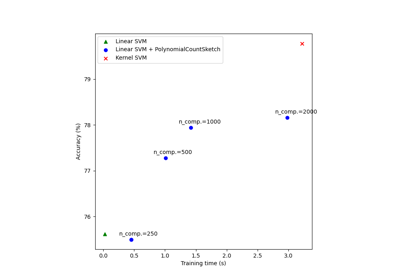 Linear SVM
Linear SVM + PolynomialCountSketch
Kernel SVM
79
n_comp.=2000
n_comp.=1000
78
n_comp.=500
77
n_comp.=250
76
Accuracy (%)
0.0 0.5 1.0 1.5 2.0 2.5 3.0
Training time (s)